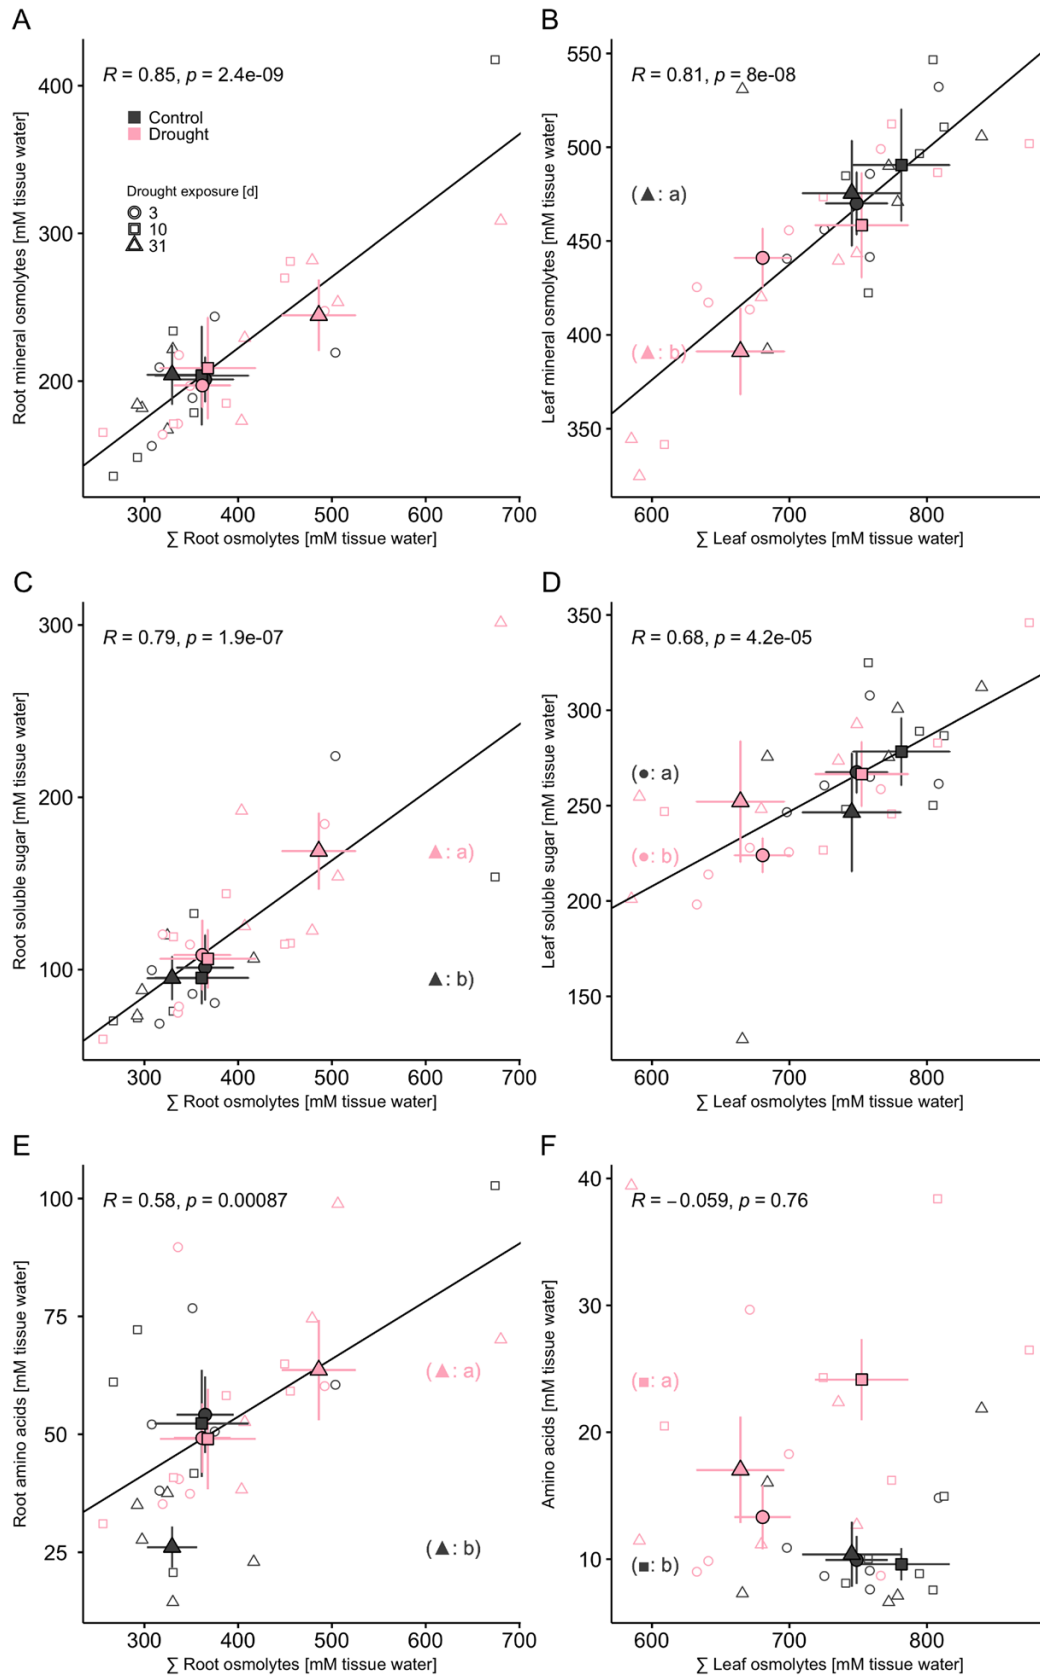 A
R = 0.85, p = 2.4e-09
Control
Drought
Drought exposure [d]
3
10
31
400
300
200
Root mineral osmolytes [mM tissue water]
300 400 500 600 700
∑ Root osmolytes [mM tissue water]
B
R = 0.81, p = 8e-08
(▲: a)
(▲: b)
550
500
450
400
350
Leaf mineral osmolytes [mM tissue water]
600 700 800
∑ Leaf osmolytes [mM tissue water]
C
R = 0.79, p = 1.9e-07
▲: a)
▲: b)
300
200
100
Root soluble sugar [mM tissue water]
300 400 500 600 700
∑ Root osmolytes [mM tissue water]
D
R = 0.68, p = 4.2e-05
(●: a)
(●: b)
350
300
250
200
150
Leaf soluble sugar [mM tissue water]
600 700 800
∑ Leaf osmolytes [mM tissue water]
E
R = 0.58, p = 0.00087
(▲: a)
(▲: b)
100
75
50
25
Root amino acids [mM tissue water]
300 400 500 600 700
∑ Root osmolytes [mM tissue water]
F
R = −0.059, p = 0.76
(■: a)
(■: b)
40
30
20
10
Amino acids [mM tissue water]
600 700 800
∑ Leaf osmolytes [mM tissue water]